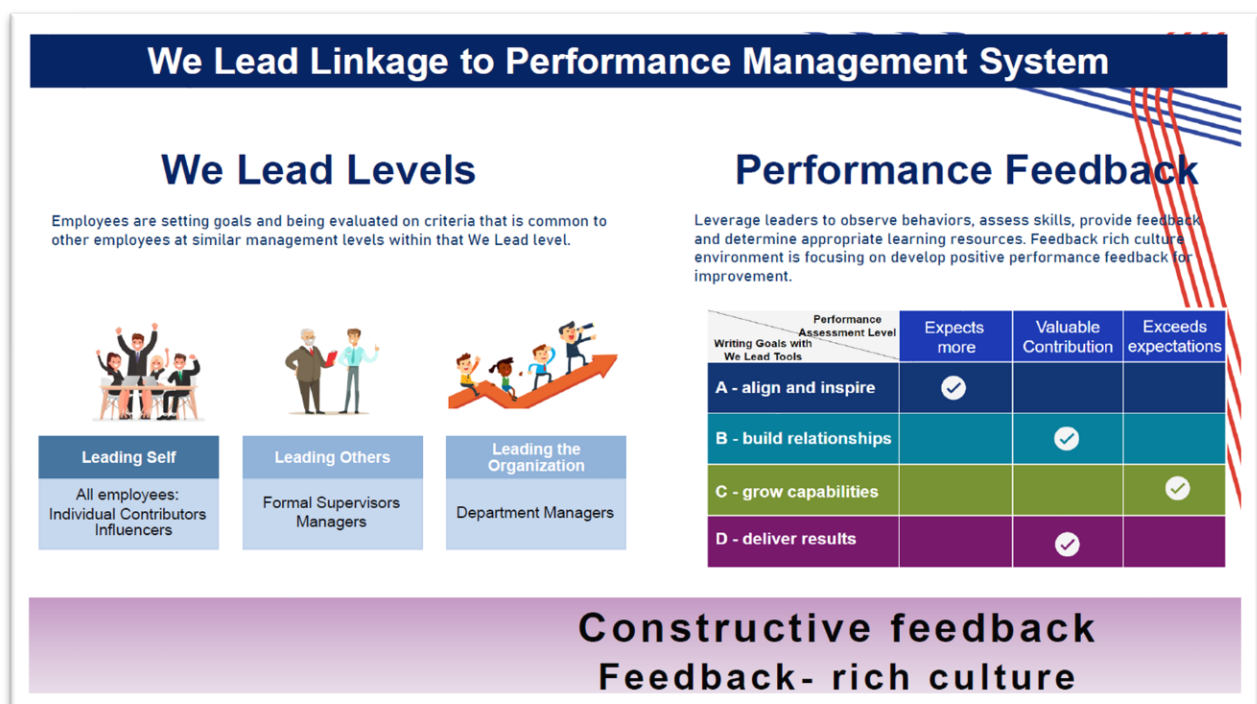 We Lead Linkage to Performance Management System
We Lead Levels
Employees are setting goals and being evaluated on criteria that is common to
other employees at similar management levels within that We Lead level.
Leading Self
All employees:
Individual Contributors
Influencers
Leading Others
Formal Supervisors
Managers
Leading the
Organization
Department Managers
Performance Feedback
Leverage leaders to observe behaviors, assess skills, provide feedback
and determine appropriate learning resources. Feedback rich culture
environment is focusing on develop positive performance feedback for
improvement.
Performance
Assessment Level
Writing Goals with
We Lead Tools
Expects
more
Valuable
Contribution
Exceeds
expectations
A - align and inspire
B - build relationships
C - grow capabilities
D - deliver results
Constructive feedback
Feedback- rich culture